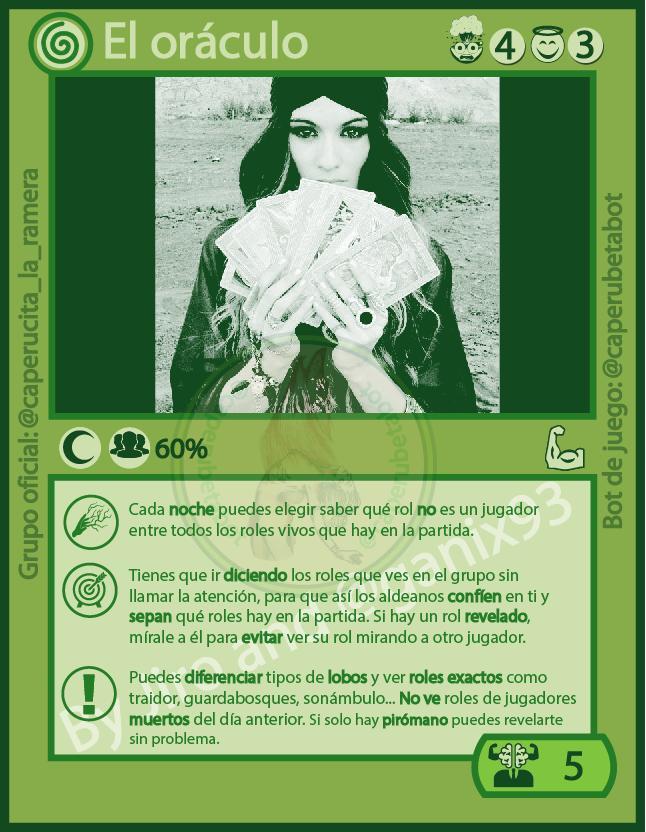 El oráculo
4
3
Grupo oficial: @caperucita_la_ramera
Bot de juego: @caperubetabot
60%
Cada noche puedes elegir saber qué rol no es un jugador
entre todos los roles vivos que hay en la partida.
Tienes que ir diciendo los roles que ves en el grupo sin
llamar la atención, para que así los aldeanos confíen en ti y
sepan qué roles hay en la partida. Si hay un rol revelado,
mírale a él para evitar ver su rol mirando a otro jugador.
Puedes diferenciar tipos de lobos y ver roles exactos como
traidor, guardabosques, sonámbulo... No ve roles de jugadores
muertos del día anterior. Si solo hay pirómano puedes revelarte
sin problema.
5
By Jiro and @ganix93